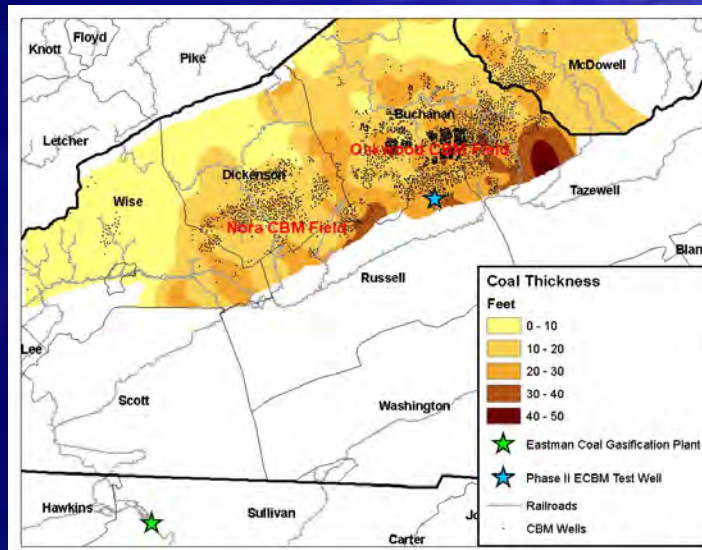 Floyd
Knott
Pike
McDowell
Letcher
Buchanan
Oakwood CBM Field
Dickenson
Wise
Tazewell
Nora CBM Field
Russell
Lee
Scott
Washington
Hawkins
Sullivan
Carter
Coal Thickness
Feet
0 - 10
10 - 20
20 - 30
30 - 40
40 - 50
Eastman Coal Gasification Plant
Phase II ECBM Test Well
Railroads
CBM Wells